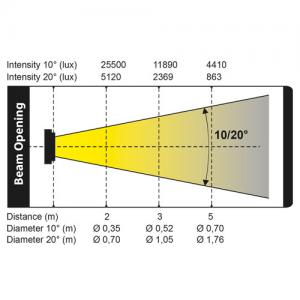 Intensity 10° (lux) 25500 11890 4410
Intensity 20° (lux) 5120 2369 863
Beam Opening
10/20°
Distance (m) 2 3 5
Diameter 10° (m) Ø 0,35 Ø 0,52 Ø 0,70
Diameter 20° (m) Ø 0,70 Ø 1,05 Ø 1,76